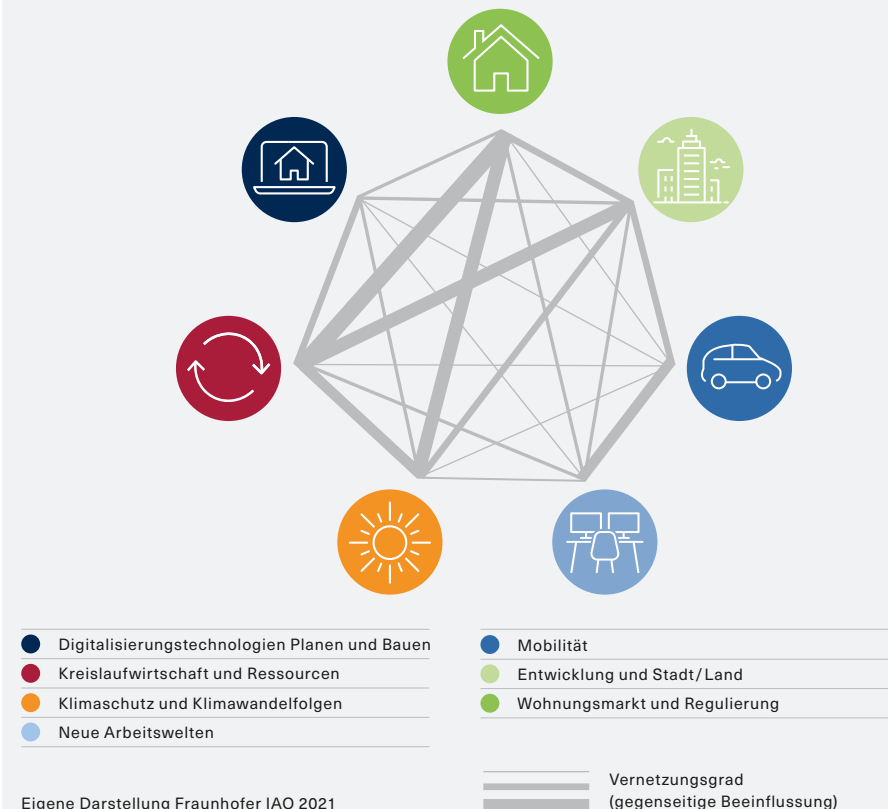 Digitalisierungstechnologien Planen und Bauen
Kreislaufwirtschaft und Ressourcen
Klimaschutz und Klimawandelfolgen
Neue Arbeitswelten
Mobilität
Entwicklung und Stadt/Land
Wohnungsmarkt und Regulierung
Vernetzungsgrad
(gegenseitige Beeinflussung)
Eigene Darstellung Fraunhofer IAO 2021